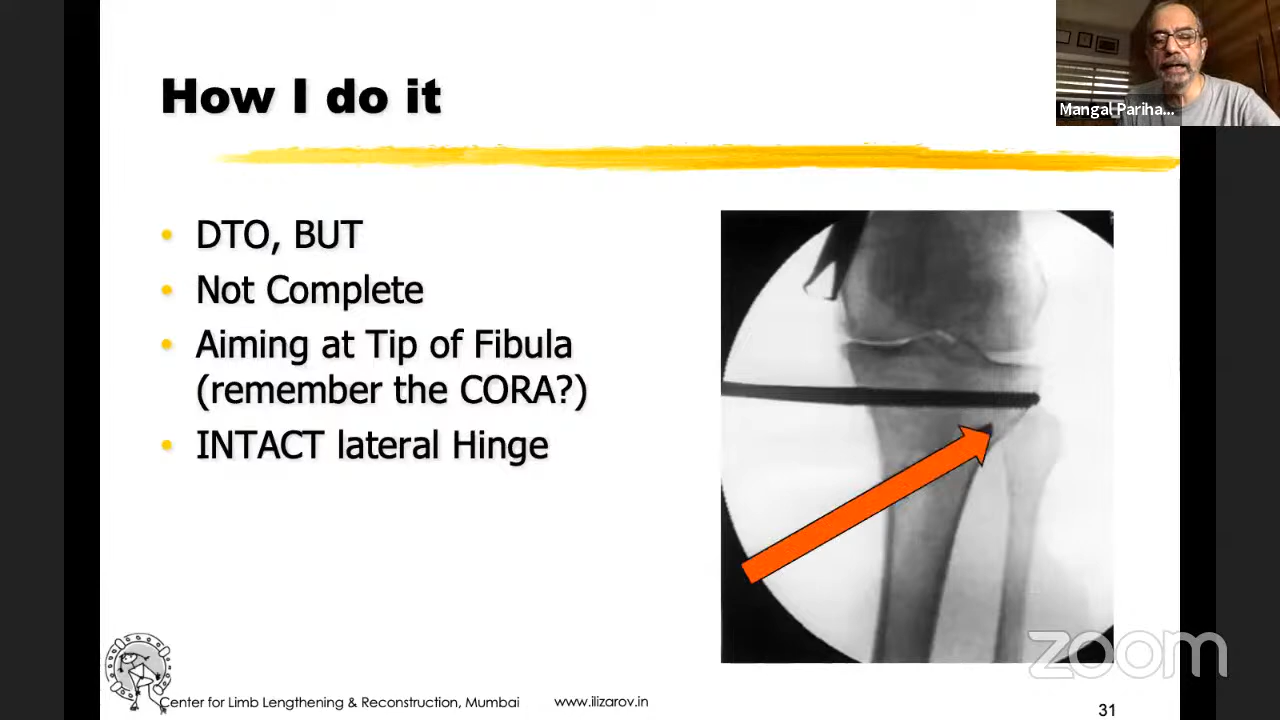 Mangal Pariha...
How I do it
• DTO, BUT
• Not Complete
• Aiming at Tip of Fibula
(remember the CORA?)
• INTACT lateral Hinge
zoom
Center for Limb Lengthening & Reconstruction, Mumbai www.ilizarov.in
31